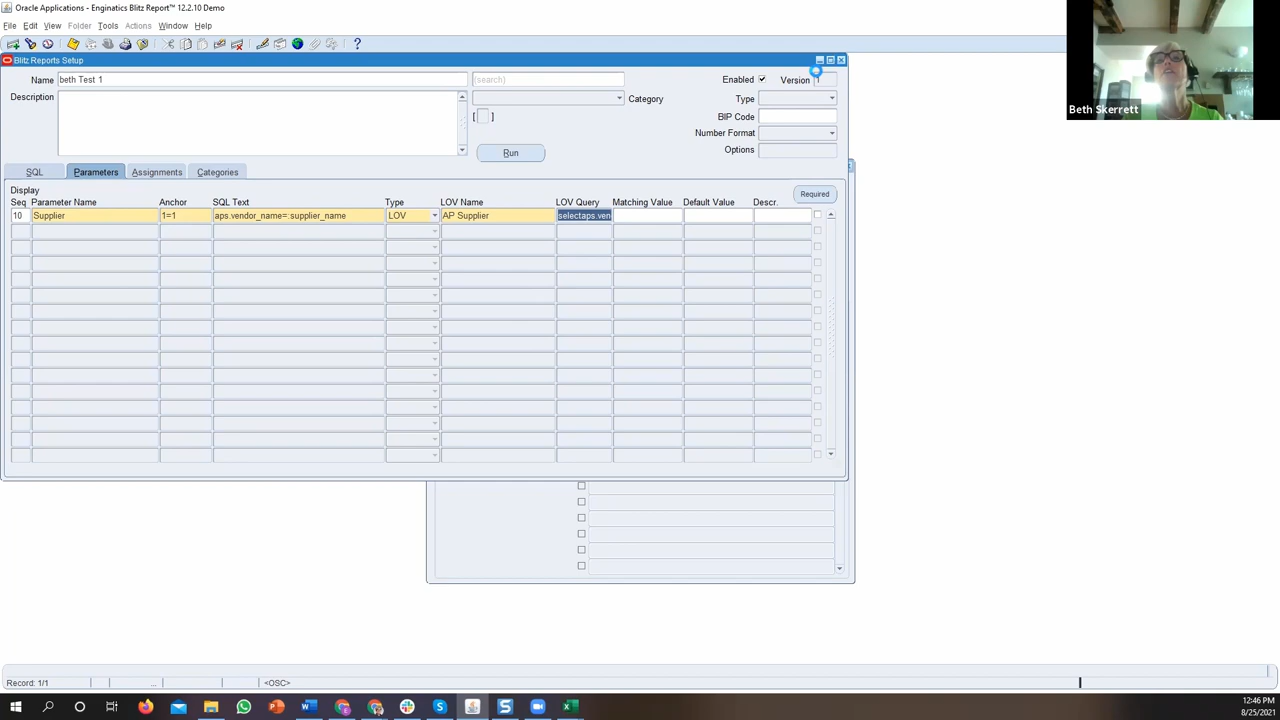 Oracle Applications - Enginatics Blitz Report™ 12.2.10 Demo
File Edit View Folder Tools Actions Window Help
Blitz Reports Setup
Name beth Test 1 (search) Enabled Version 1
Description Category Type
[ ] BIP Code
Number Format
Run Options
SQL Parameters Assignments Categories
Display Required
Seq Parameter Name Anchor SQL Text Type LOV Name LOV Query Matching Value Default Value Descr.
10 Supplier 1=1 aps.vendor_name=:supplier_name LOV AP Supplier selectaps.ven
Record: 1/1 ... <OSC>
Beth Skerrett
12:46 PM
8/25/2021